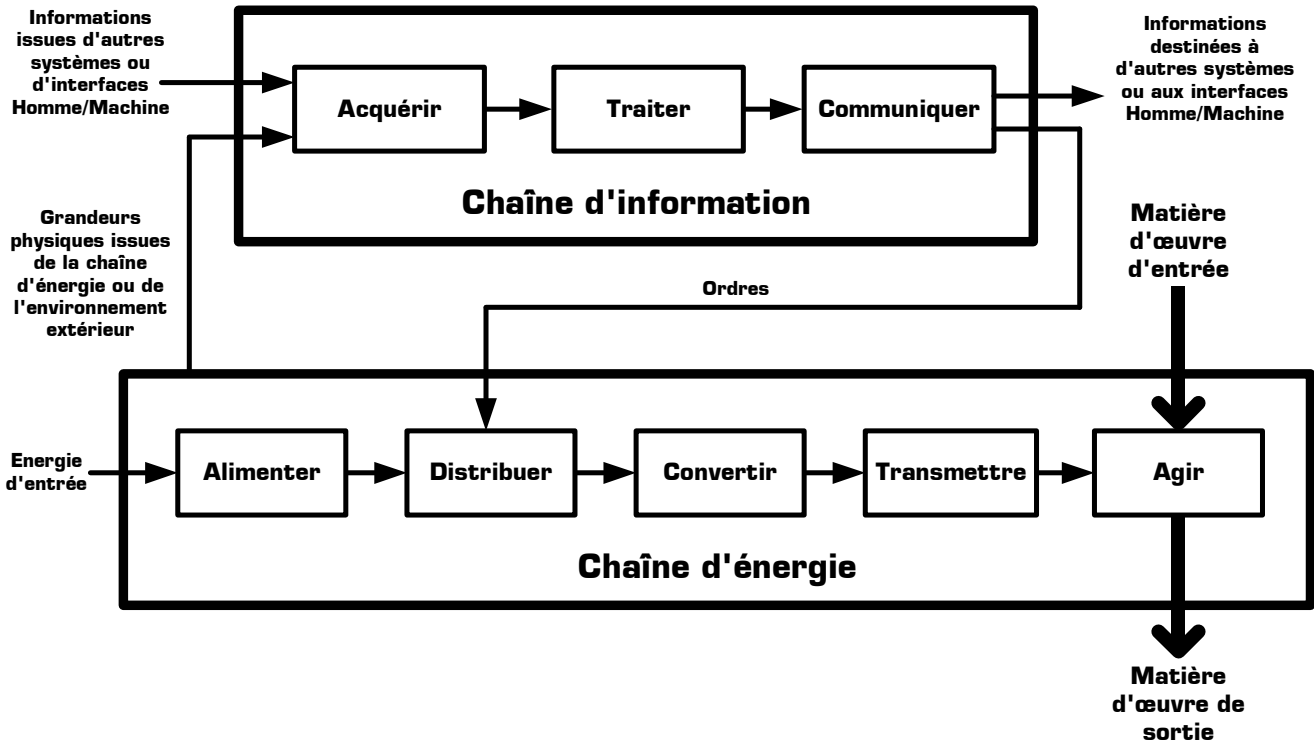 Informations
issues d'autres
systèmes ou
d'interfaces
Homme/Machine
Acquérir
Traiter
Communiquer
Informations
destinées à
d'autres systèmes
ou aux interfaces
Homme/Machine
Chaîne d'information
Grandeurs
physiques issues
de la chaîne
d'énergie ou de
l'environnement
extérieur
Ordres
Matière
d'œuvre
d'entrée
Energie
d'entrée
Alimenter
Distribuer
Convertir
Transmettre
Agir
Chaîne d'énergie
Matière
d'œuvre de
sortie